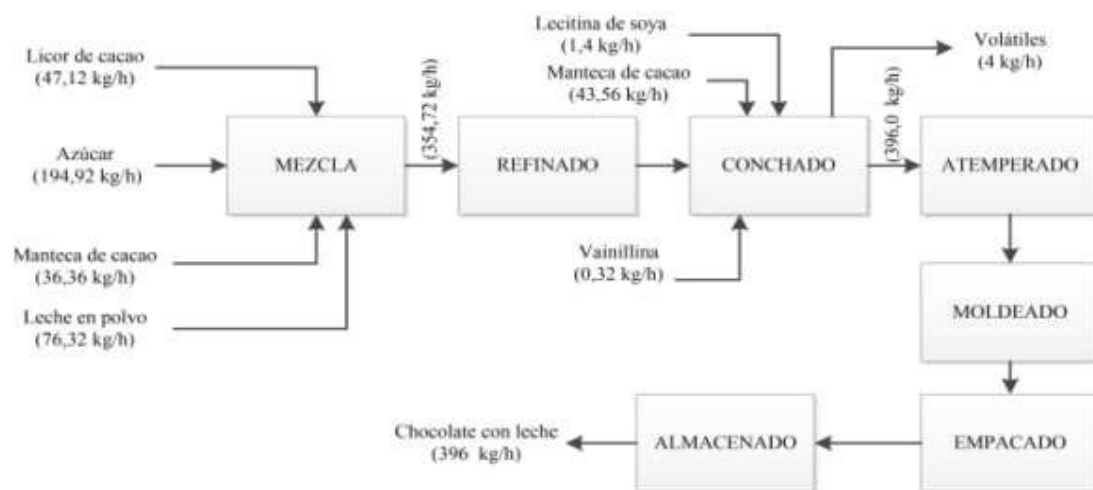 Licor de cacao
(47,12 kg/h)
Azúcar
(194,92 kg/h)
Manteca de cacao
(36,36 kg/h)
Leche en polvo
(76,32 kg/h)
MEZCLA
(354,72 kg/h)
REFINADO
Lecitina de soya
(1,4 kg/h)
Manteca de cacao
(43,56 kg/h)
Vainillina
(0,32 kg/h)
CONCHADO
Volátiles
(4 kg/h)
(396,0 kg/h)
ATEMPERADO
MOLDEADO
EMPACADO
ALMACENADO
Chocolate con leche
(396 kg/h)